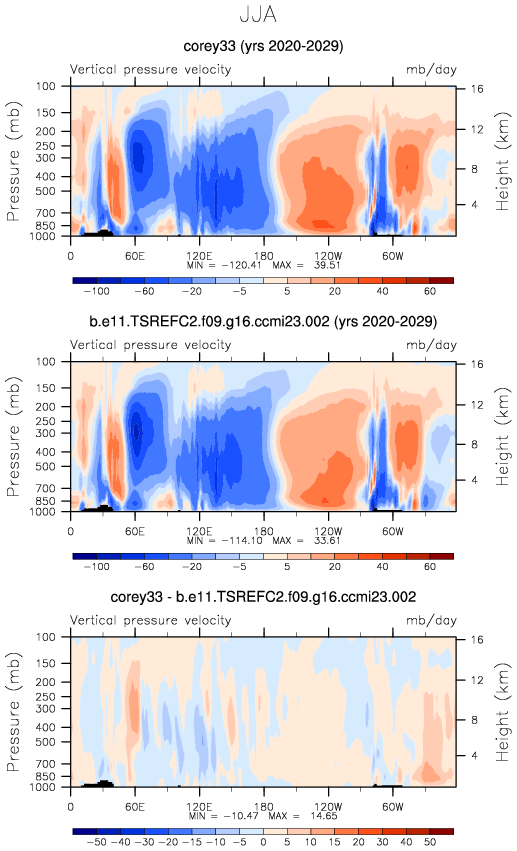 JJA
corey33 (yrs 2020-2029)
Vertical pressure velocity mb/day
Pressure (mb)
100
150
200
250
300
400
500
700
850
1000
16
12
8
4
Height (km)
0 60E 120E 180 120W 60W
MIN = -120.41 MAX = 39.51
-100 -60 -20 -5 5 20 40 60
b.e11.TSREFC2.f09.g16.ccmi23.002 (yrs 2020-2029)
Vertical pressure velocity mb/day
Pressure (mb)
100
150
200
250
300
400
500
700
850
1000
16
12
8
4
Height (km)
0 60E 120E 180 120W 60W
MIN = -114.10 MAX = 33.61
-100 -60 -20 -5 5 20 40 60
corey33 - b.e11.TSREFC2.f09.g16.ccmi23.002
Vertical pressure velocity mb/day
Pressure (mb)
100
150
200
250
300
400
500
700
850
1000
16
12
8
4
Height (km)
0 60E 120E 180 120W 60W
MIN = -10.47 MAX = 14.65
-50 -40 -30 -20 -15 -10 -5 0 5 10 15 20 30 40 50